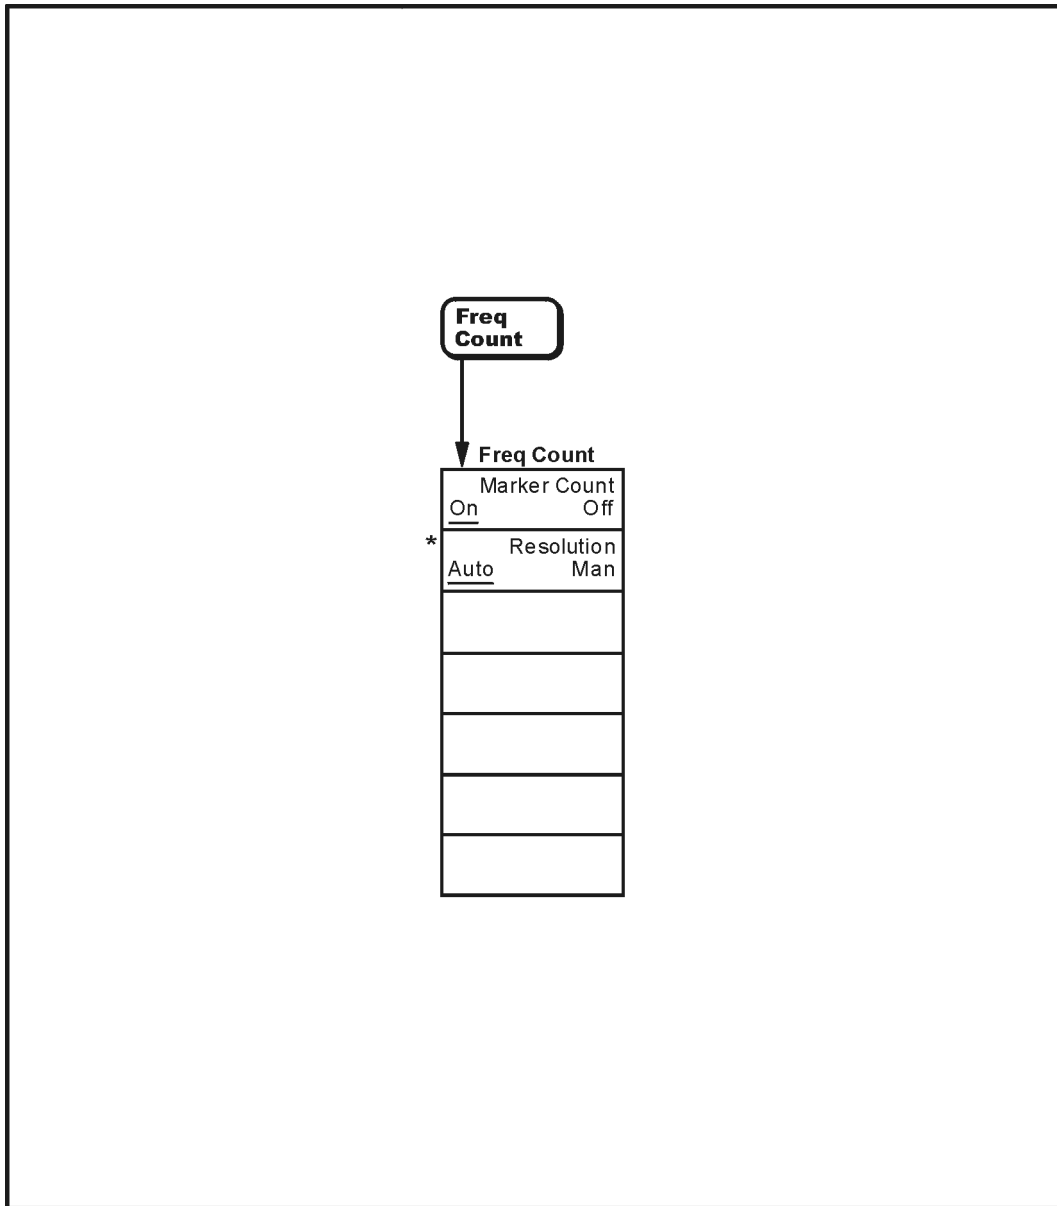 Freq
Count
Freq Count
Marker Count
On Off
* Resolution
Auto Man